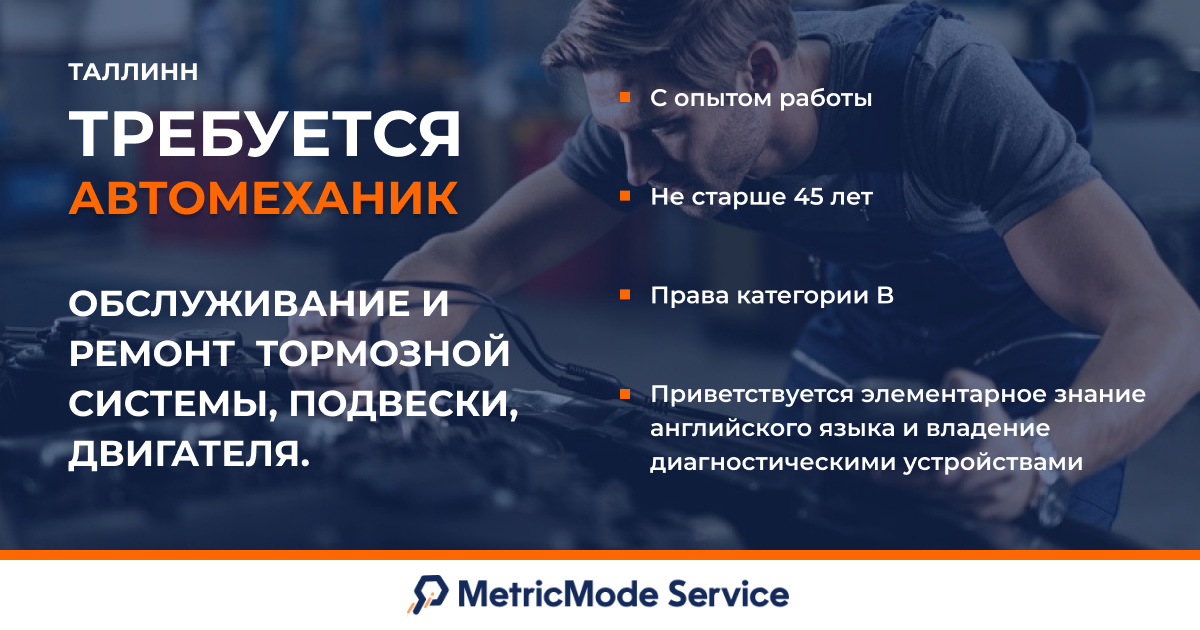 ТАЛЛИНН
ТРЕБУЕТСЯ
АВТОМЕХАНИК
ОБСЛУЖИВАНИЕ И
РЕМОНТ ТОРМОЗНОЙ
СИСТЕМЫ, ПОДВЕСКИ,
ДВИГАТЕЛЯ.
С опытом работы
Не старше 45 лет
Права категории В
Приветствуется элементарное знание
английского языка и владение
диагностическими устройствами
MetricMode Service